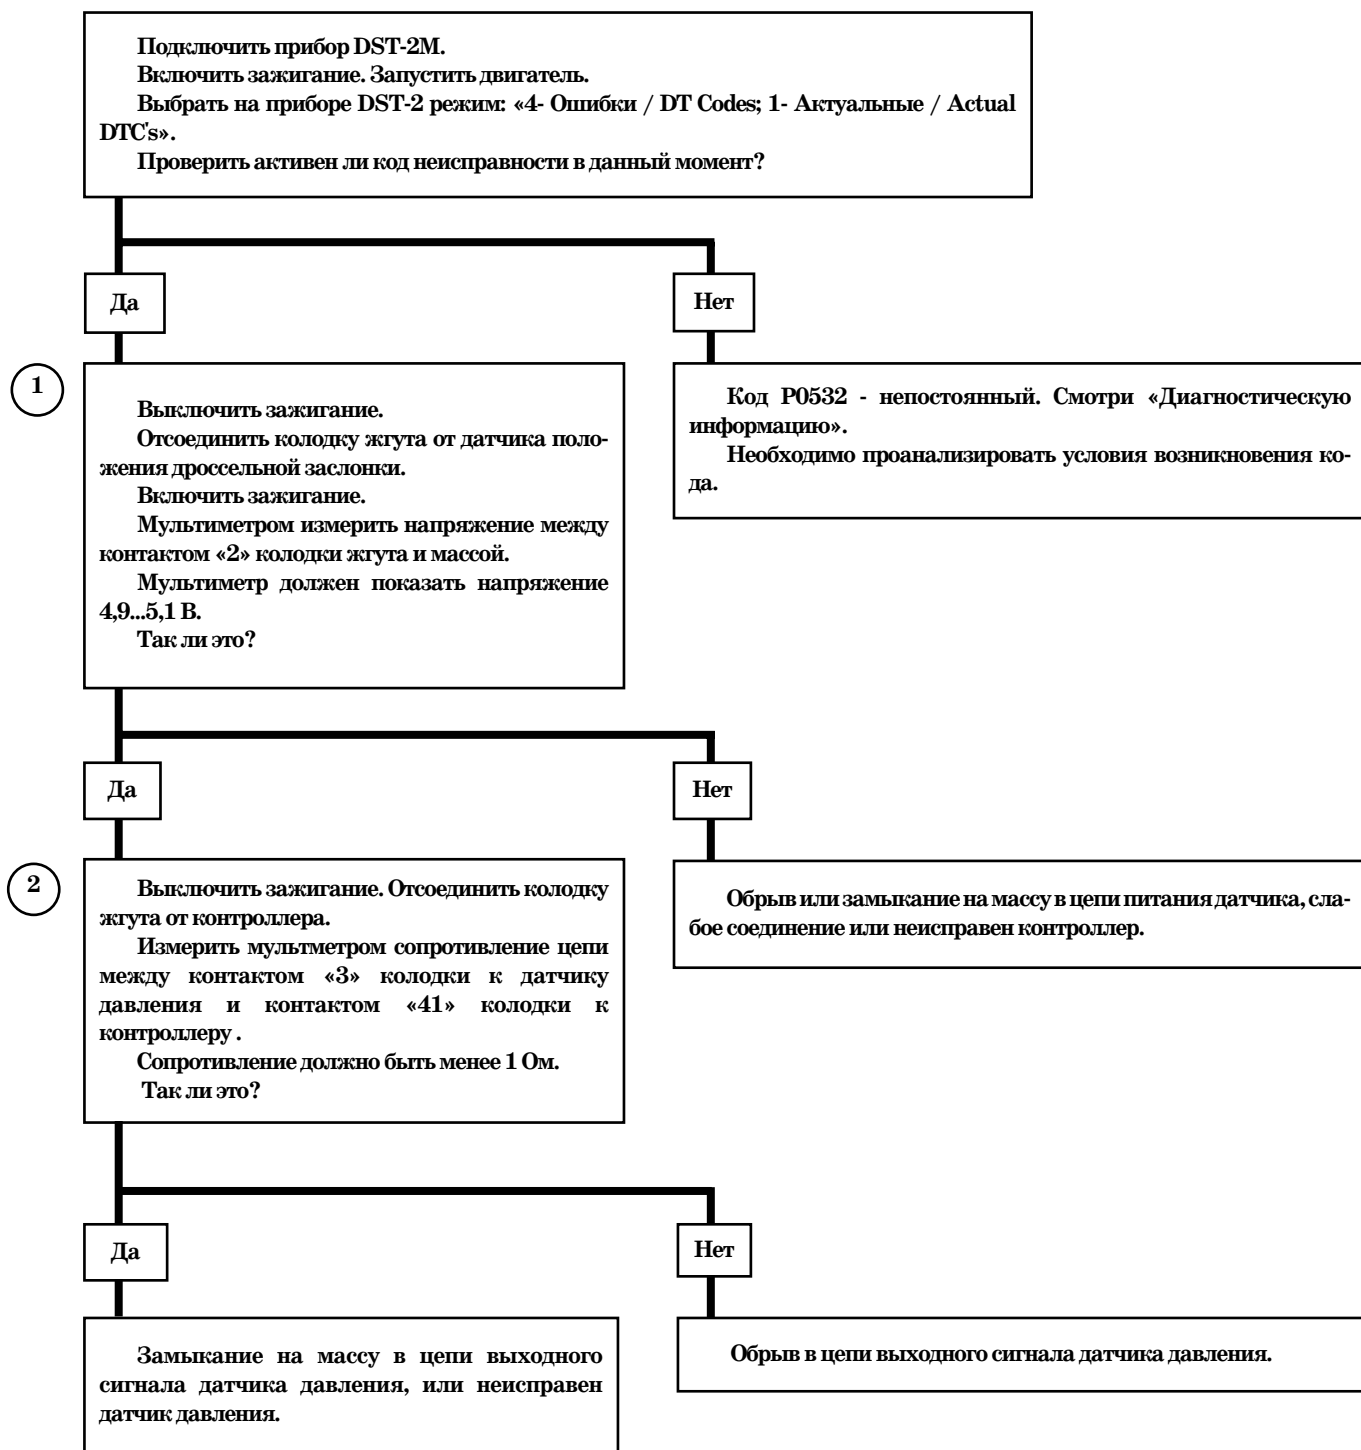 Подключить прибор DST-2M.
Включить зажигание. Запустить двигатель.
Выбрать на приборе DST-2 режим: «4- Ошибки / DT Codes; 1- Актуальные / Actual
DTC's».
Проверить активен ли код неисправности в данный момент?
Да
Нет
1
Выключить зажигание.
Отсоединить колодку жгута от датчика поло-
жения дроссельной заслонки.
Включить зажигание.
Мультиметром измерить напряжение между
контактом «2» колодки жгута и массой.
Мультиметр должен показать напряжение
4,9...5,1 В.
Так ли это?
Код P0532 - непостоянный. Смотри «Диагностическую
информацию».
Необходимо проанализировать условия возникновения ко-
да.
Да
Нет
2
Выключить зажигание. Отсоединить колодку
жгута от контроллера.
Измерить мультметром сопротивление цепи
между контактом «3» колодки к датчику
давления и контактом «41» колодки к
контроллеру .
Сопротивление должно быть менее 1 Ом.
Так ли это?
Обрыв или замыкание на массу в цепи питания датчика, сла-
бое соединение или неисправен контроллер.
Да
Нет
Замыкание на массу в цепи выходного
сигнала датчика давления, или неисправен
датчик давления.
Обрыв в цепи выходного сигнала датчика давления.